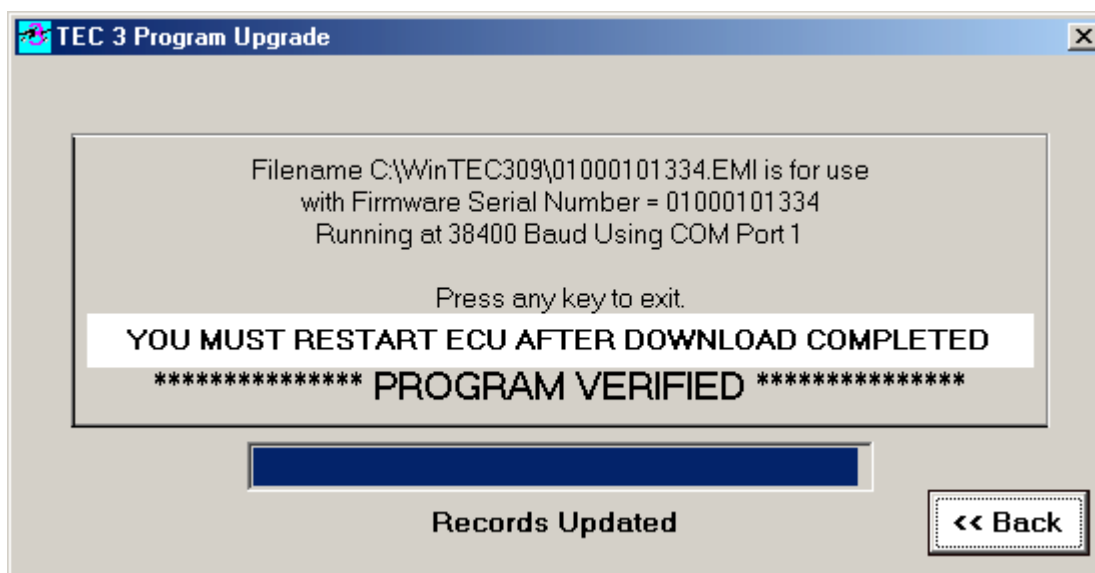 TEC 3 Program Upgrade
Filename C:\WinTEC309\01000101334.EMI is for use
with Firmware Serial Number = 01000101334
Running at 38400 Baud Using COM Port 1
Press any key to exit.
YOU MUST RESTART ECU AFTER DOWNLOAD COMPLETED
*************** PROGRAM VERIFIED ***************
Records Updated
<< Back